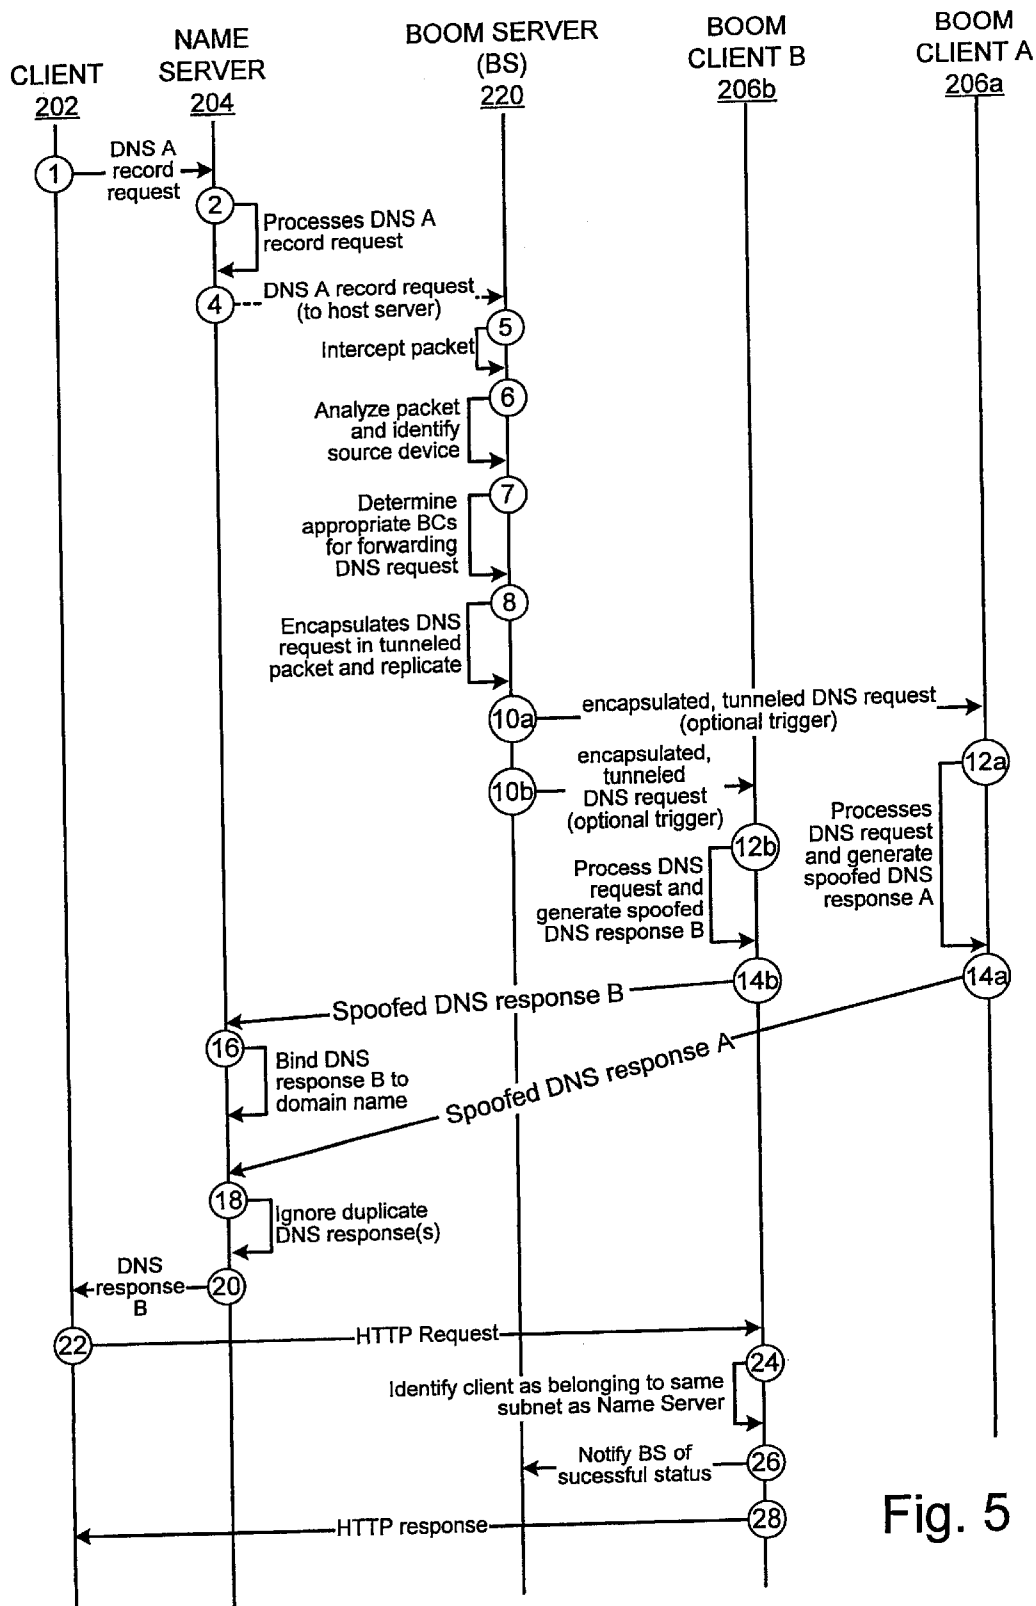 CLIENT
202
NAME
SERVER
204
BOOM SERVER
(BS)
220
BOOM
CLIENT B
206b
BOOM
CLIENT A
206a
1
DNS A
record
request
2
Processes DNS A
record request
4
DNS A record request
(to host server)
5
Intercept packet
6
Analyze packet
and identify
source device
7
Determine
appropriate BCs
for forwarding
DNS request
8
Encapsulates DNS
request in tunneled
packet and replicate
10a
encapsulated, tunneled DNS request
(optional trigger)
10b
encapsulated,
tunneled
DNS request
(optional trigger)
12a
Processes
DNS request
and generate
spoofed DNS
response A
12b
Process DNS
request and
generate spoofed
DNS response B
14b
14a
Spoofed DNS response B
16
Bind DNS
response B to
domain name
Spoofed DNS response A
18
Ignore duplicate
DNS response(s)
DNS
response
B
20
22
HTTP Request
24
Identify client as belonging to same
subnet as Name Server
Notify BS of
sucessful status
26
HTTP response
28
Fig. 5